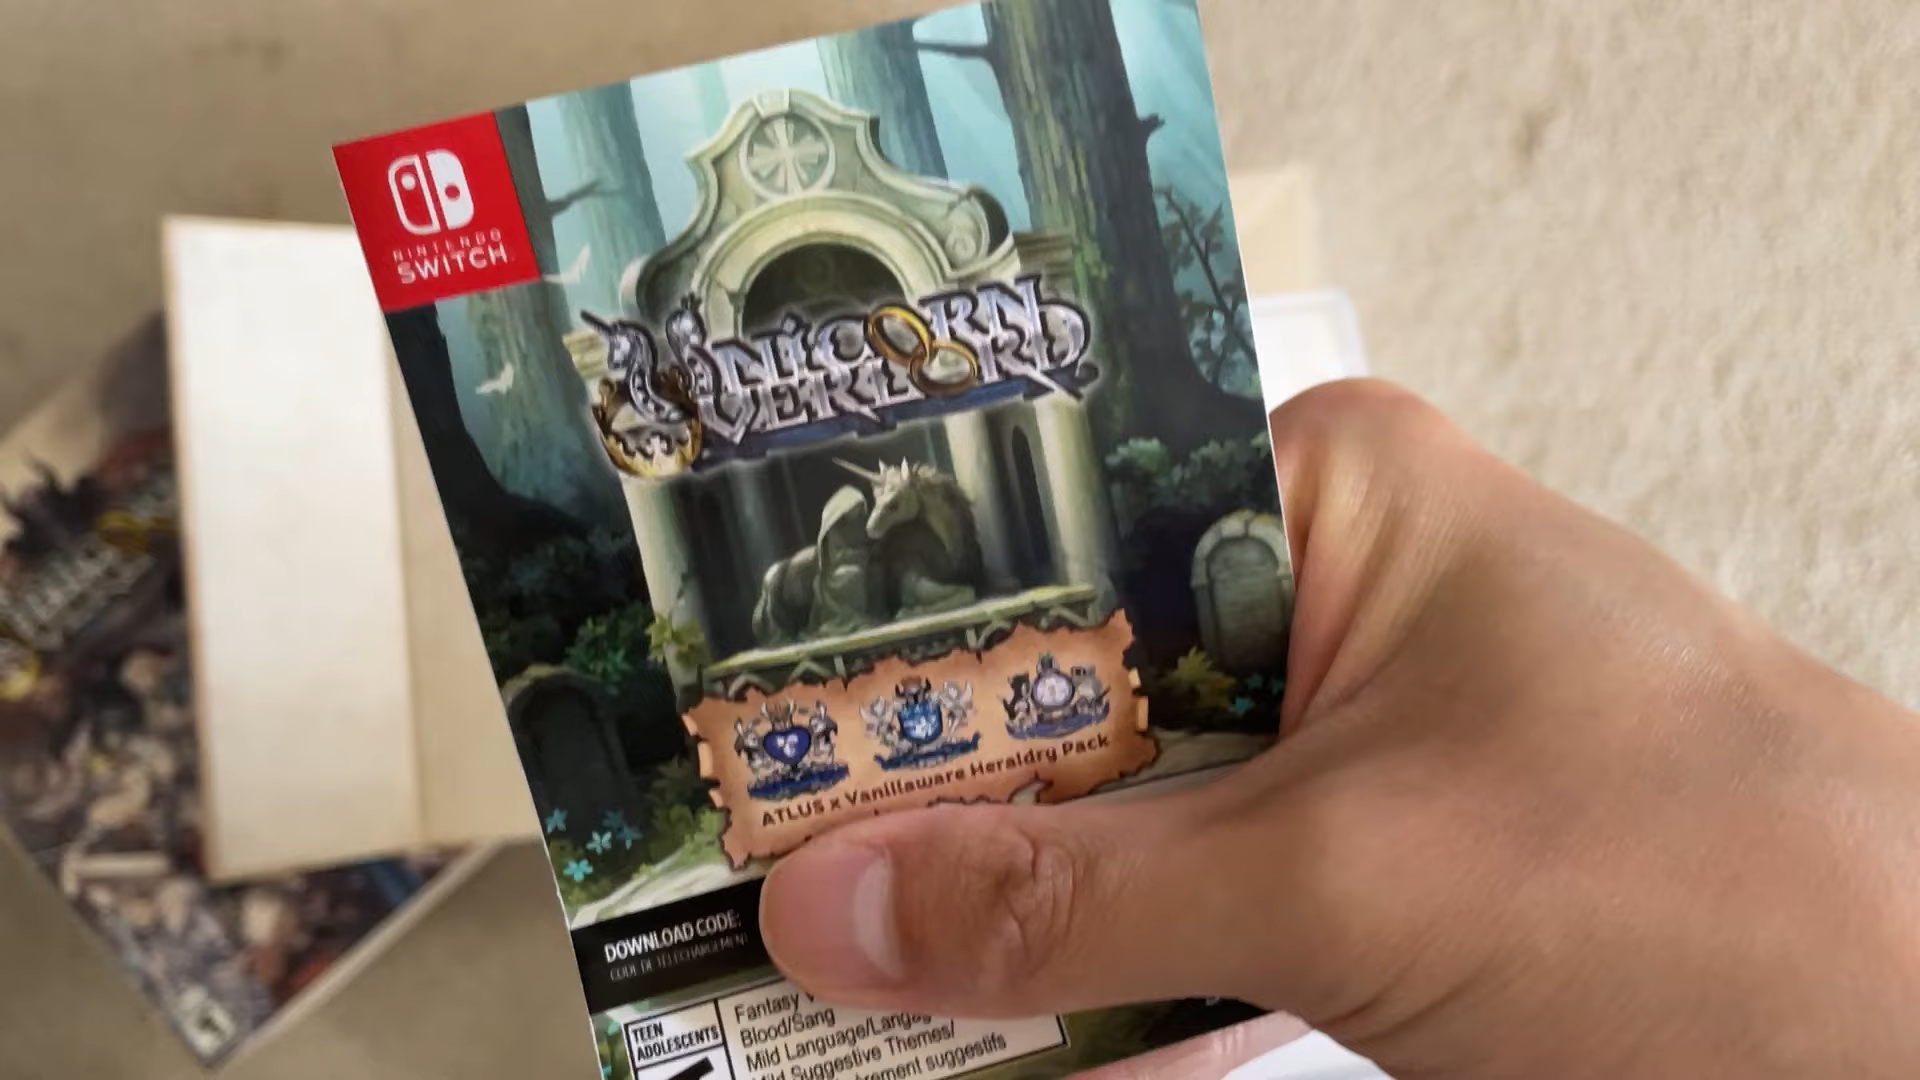 NINTENDO
SWITCH
UNICORN
OVERLORD
ATLUS x Vanillaware Heraldry Pack
DOWNLOAD CODE:
CODE DE TÉLÉCHARGEMENT
TEEN
ADOLESCENTS
Fantasy
Blood/Sang
Mild Language/
Mild Suggestive Themes/
suggestifs